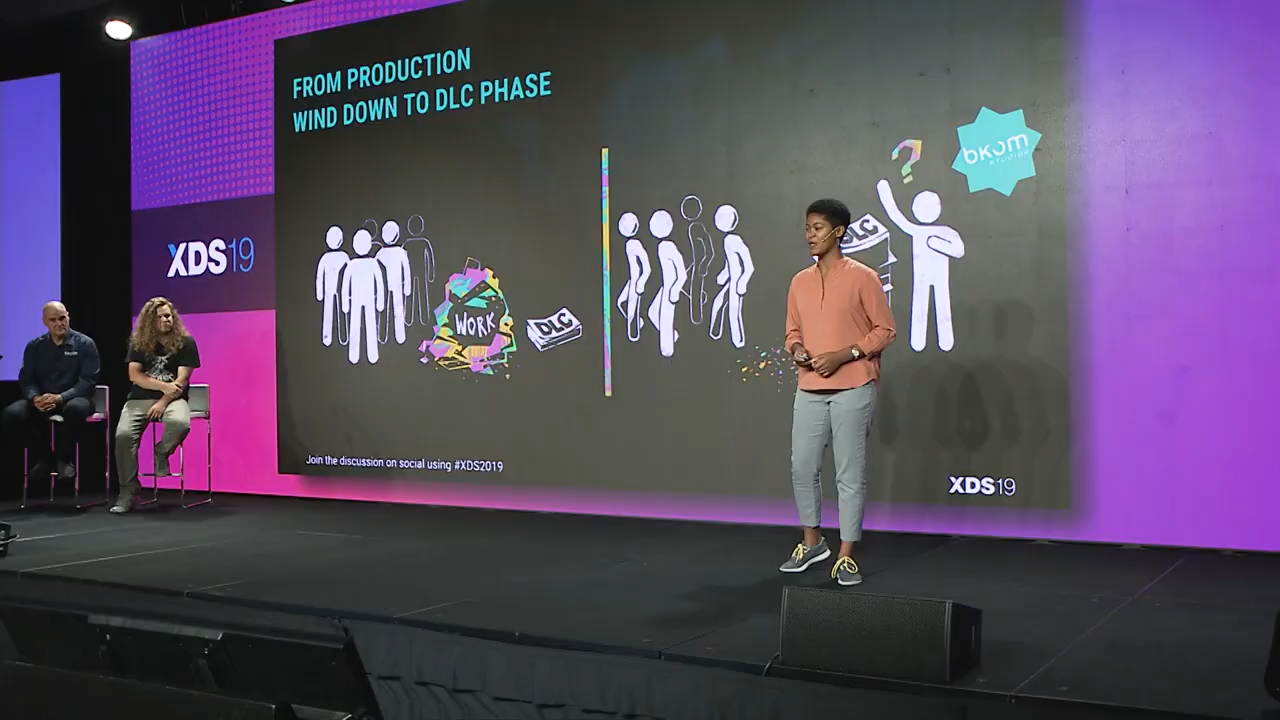 FROM PRODUCTION
WIND DOWN TO DLC PHASE
bkom
STUDIOS
XDS19
WORK
DLC
DLC
Join the discussion on social using #XDS2019
XDS19